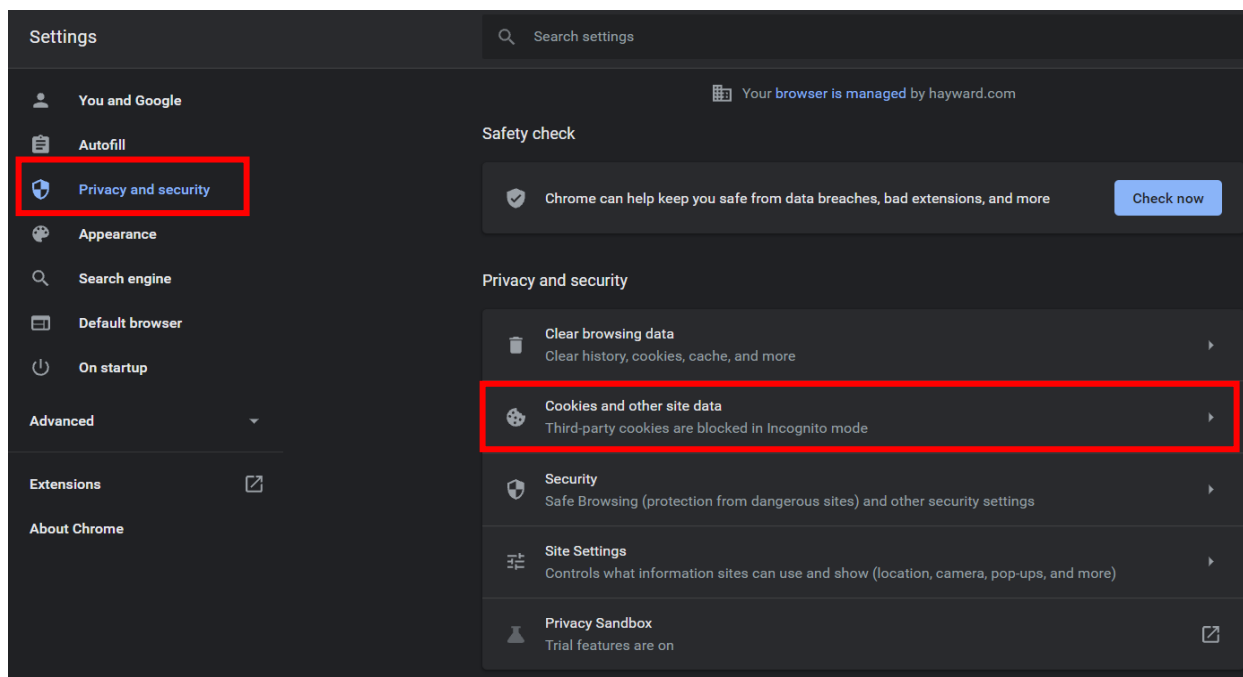 Settings
Search settings
You and Google
Autofill
Privacy and security
Appearance
Search engine
Default browser
On startup
Advanced
Extensions
About Chrome
Your browser is managed by hayward.com
Safety check
Chrome can help keep you safe from data breaches, bad extensions, and more
Check now
Privacy and security
Clear browsing data
Clear history, cookies, cache, and more
Cookies and other site data
Third-party cookies are blocked in Incognito mode
Security
Safe Browsing (protection from dangerous sites) and other security settings
Site Settings
Controls what information sites can use and show (location, camera, pop-ups, and more)
Privacy Sandbox
Trial features are on